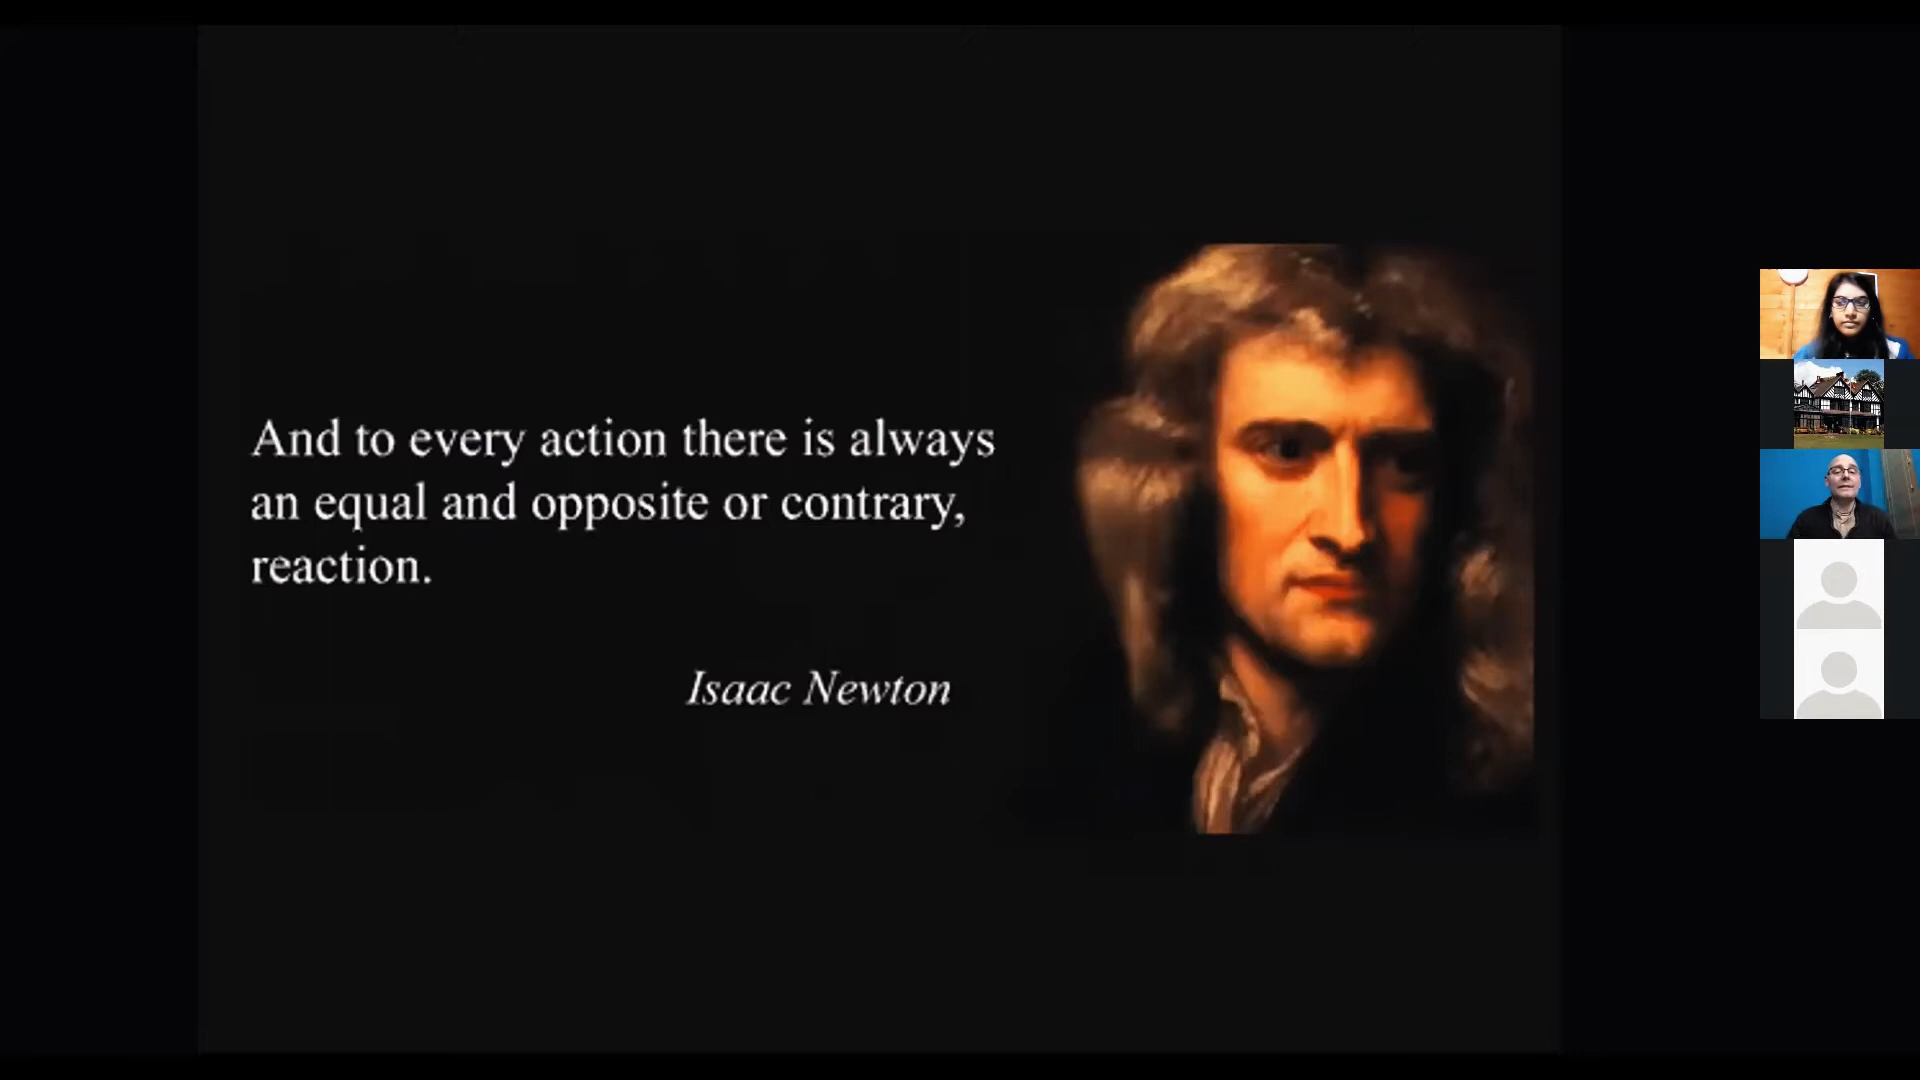 And to every action there is always
an equal and opposite or contrary,
reaction.
Isaac Newton